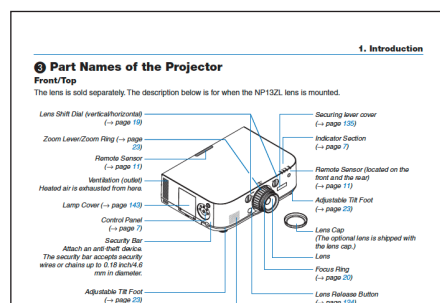 1. Introduction
❸ Part Names of the Projector
Front/Top
The lens is sold separately. The description below is for when the NP13ZL lens is mounted.
Lens Shift Dial (vertical/horizontal)
(→ page 19)
Zoom Lever/Zoom Ring (→ page
23)
Remote Sensor
(→ page 11)
Ventilation (outlet)
Heated air is exhausted from here.
Lamp Cover (→ page 143)
Control Panel
(→ page 7)
Security Bar
Attach an anti-theft device.
The security bar accepts security
wires or chains up to 0.18 inch/4.6
mm in diameter.
Adjustable Tilt Foot
(→ page 23)
Securing lever cover
(→ page 135)
Indicator Section
(→ page 7)
Remote Sensor (located on the
front and the rear)
(→ page 11)
Adjustable Tilt Foot
(→ page 23)
Lens Cap
(The optional lens is shipped with
the lens cap.)
Lens
Focus Ring
(→ page 20)
Lens Release Button
(→ page 134)